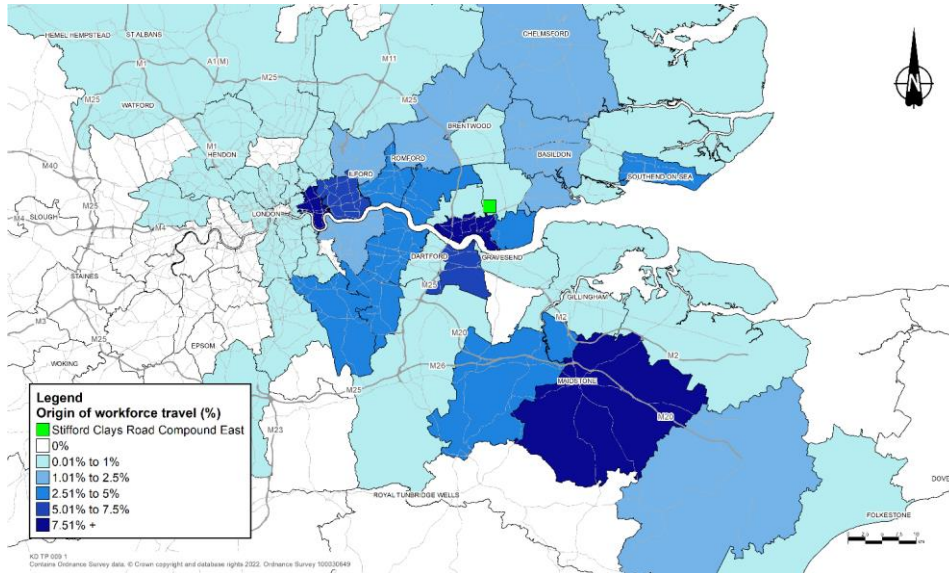 HEMEL HEMPSTEAD
ST ALBANS
CHELMSFORD
M1
A1(M)
M11
M25
M25
M25
WATFORD
BRENTWOOD
M1
HENDON
ROMFORD
M40
ILFORD
BASILDON
SOUTHEND-ON-SEA
M25
LONDON
SLOUGH
M4
M4
DARTFORD
GRAVESEND
STAINES
M25
GILLINGHAM
M3
M2
EPSOM
M20
M2
M25
M26
WOKING
M25
MAIDSTONE
M20
M23
ROYAL TUNBRIDGE WELLS
DOVE
FOLKESTONE
N
Legend
Origin of workforce travel (%)
Stifford Clays Road Compound East
0%
0.01% to 1%
1.01% to 2.5%
2.51% to 5%
5.01% to 7.5%
7.51% +
KD TP 009 1
Contains Ordnance Survey data. © Crown copyright and database rights 2022. Ordnance Survey 100030649